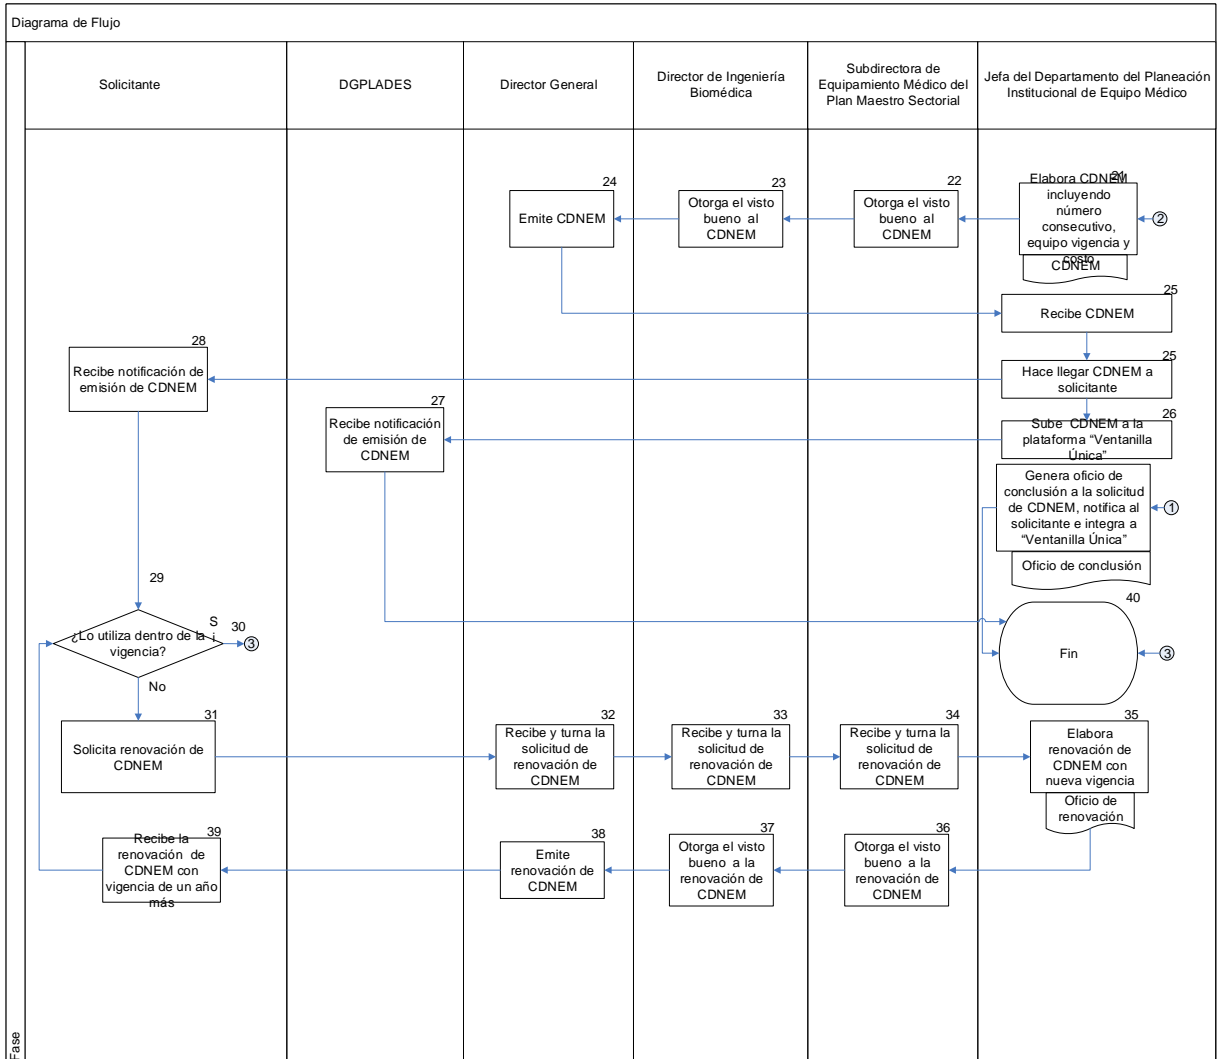 Diagrama de Flujo
Solicitante
DGPLADES
Director General
Director de Ingeniería
Biomédica
Subdirectora de
Equipamiento Médico del
Plan Maestro Sectorial
Jefa del Departamento del Planeación
Institucional de Equipo Médico
24
Emite CDNEM
23
Otorga el visto
bueno al
CDNEM
22
Otorga el visto
bueno al
CDNEM
21
Elabora CDNEM
incluyendo
número
consecutivo,
equipo vigencia y
costo
CDNEM
2
25
Recibe CDNEM
28
Recibe notificación de
emisión de CDNEM
25
Hace llegar CDNEM a
solicitante
27
Recibe notificación
de emisión de
CDNEM
26
Sube CDNEM a la
plataforma “Ventanilla
Única”
Genera oficio de
conclusión a la solicitud
de CDNEM, notifica al
solicitante e integra a
“Ventanilla Única”
1
Oficio de conclusión
29
¿Lo utiliza dentro de la
vigencia?
Si
30
3
No
40
Fin
3
31
Solicita renovación de
CDNEM
32
Recibe y turna la
solicitud de
renovación de
CDNEM
33
Recibe y turna la
solicitud de
renovación de
CDNEM
34
Recibe y turna la
solicitud de
renovación de
CDNEM
35
Elabora
renovación de
CDNEM con
nueva vigencia
Oficio de
renovación
39
Recibe la
renovación de
CDNEM con
vigencia de un año
más
38
Emite
renovación de
CDNEM
37
Otorga el visto
bueno a la
renovación de
CDNEM
36
Otorga el visto
bueno a la
renovación de
CDNEM
Fase